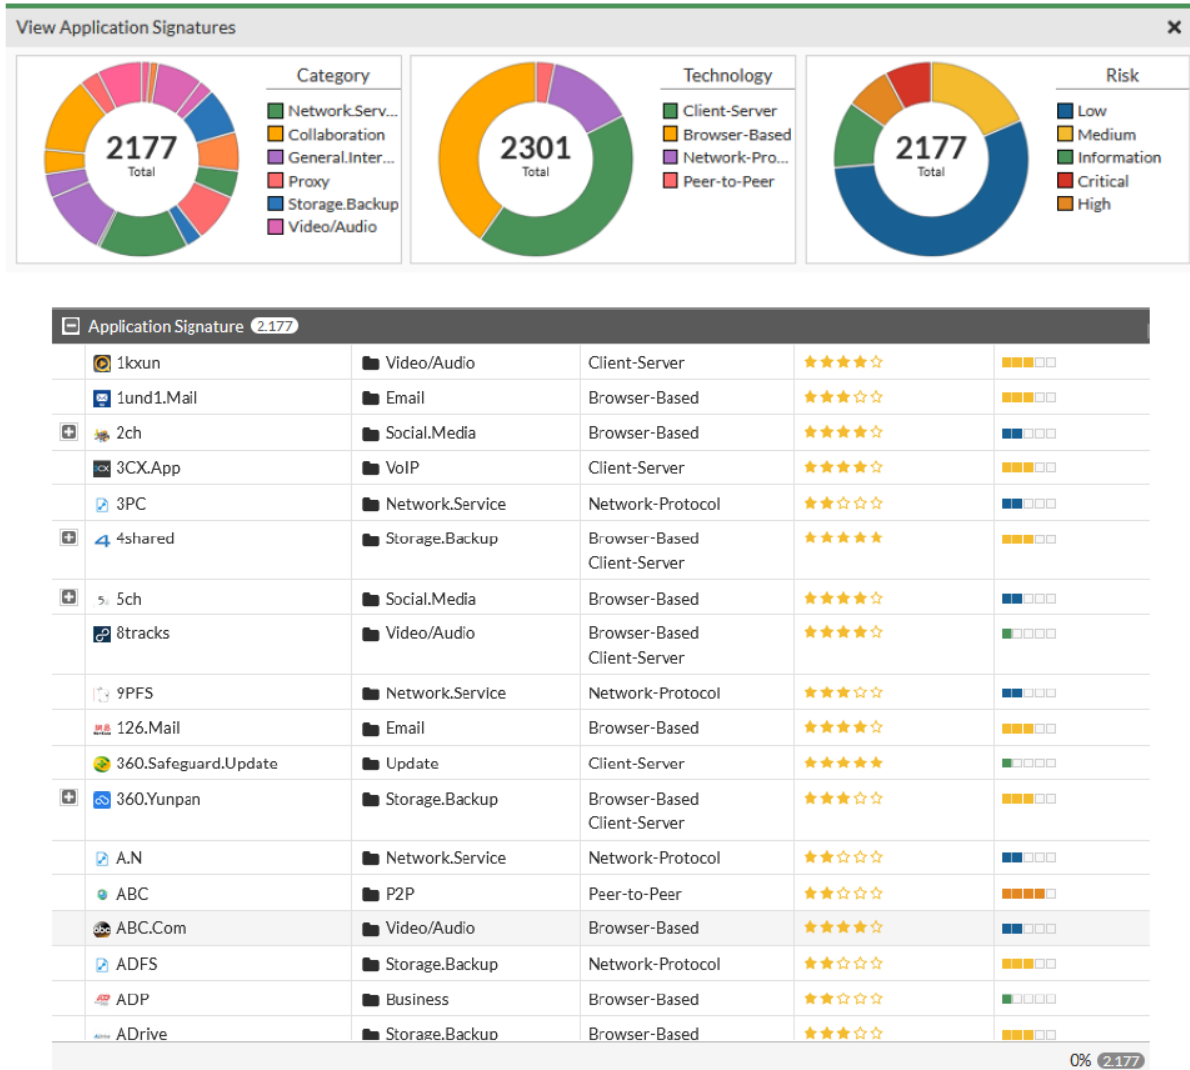 View Application Signatures
2177
Total
Category
Network.Serv...
Collaboration
General.Inter...
Proxy
Storage.Backup
Video/Audio
2301
Total
Technology
Client-Server
Browser-Based
Network-Pro...
Peer-to-Peer
2177
Total
Risk
Low
Medium
Information
Critical
High
Application Signature 2.177
1kxun Video/Audio Client-Server
1und1.Mail Email Browser-Based
2ch Social.Media Browser-Based
3CX.App VoIP Client-Server
3PC Network.Service Network-Protocol
4shared Storage.Backup Browser-Based
Client-Server
5ch Social.Media Browser-Based
8tracks Video/Audio Browser-Based
Client-Server
9PFS Network.Service Network-Protocol
126.Mail Email Browser-Based
360.Safeguard.Update Update Client-Server
360.Yunpan Storage.Backup Browser-Based
Client-Server
A.N Network.Service Network-Protocol
ABC P2P Peer-to-Peer
ABC.Com Video/Audio Browser-Based
ADFS Storage.Backup Network-Protocol
ADP Business Browser-Based
ADrive Storage.Backup Browser-Based
0% 2.177